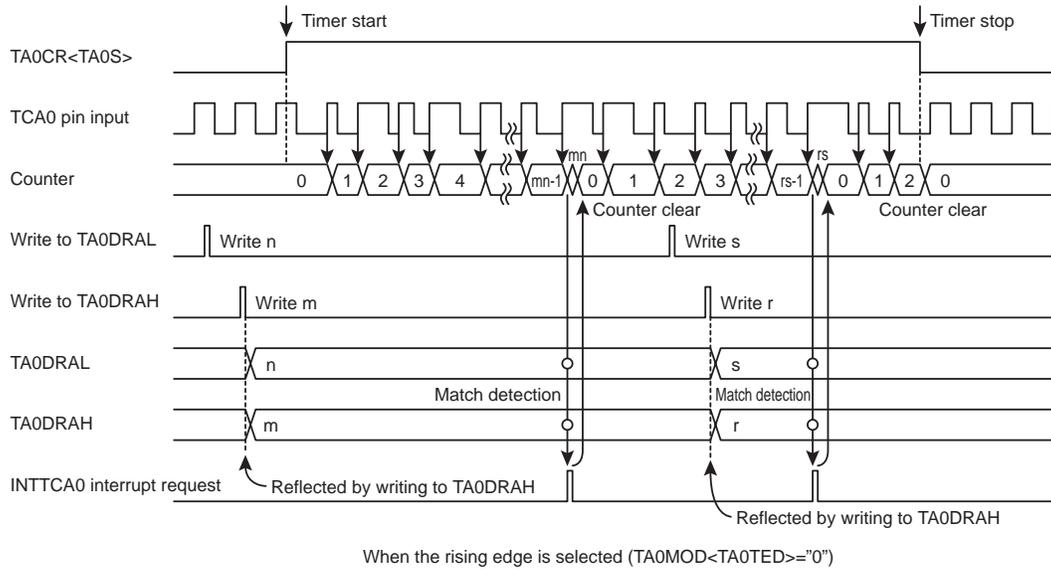 Timer start Timer stop
TA0CR<TA0S>
TCA0 pin input
mn rs
Counter 0 1 2 3 4 mn-1 0 1 2 3 rs-1 0 1 2 0
Counter clear Counter clear
Write to TA0DRAL Write n Write s
Write to TA0DRAH Write m Write r
TA0DRAL n s
Match detection Match detection
TA0DRAH m r
INTTCA0 interrupt request Reflected by writing to TA0DRAH
Reflected by writing to TA0DRAH
When the rising edge is selected (TA0MOD<TA0TED>="0")